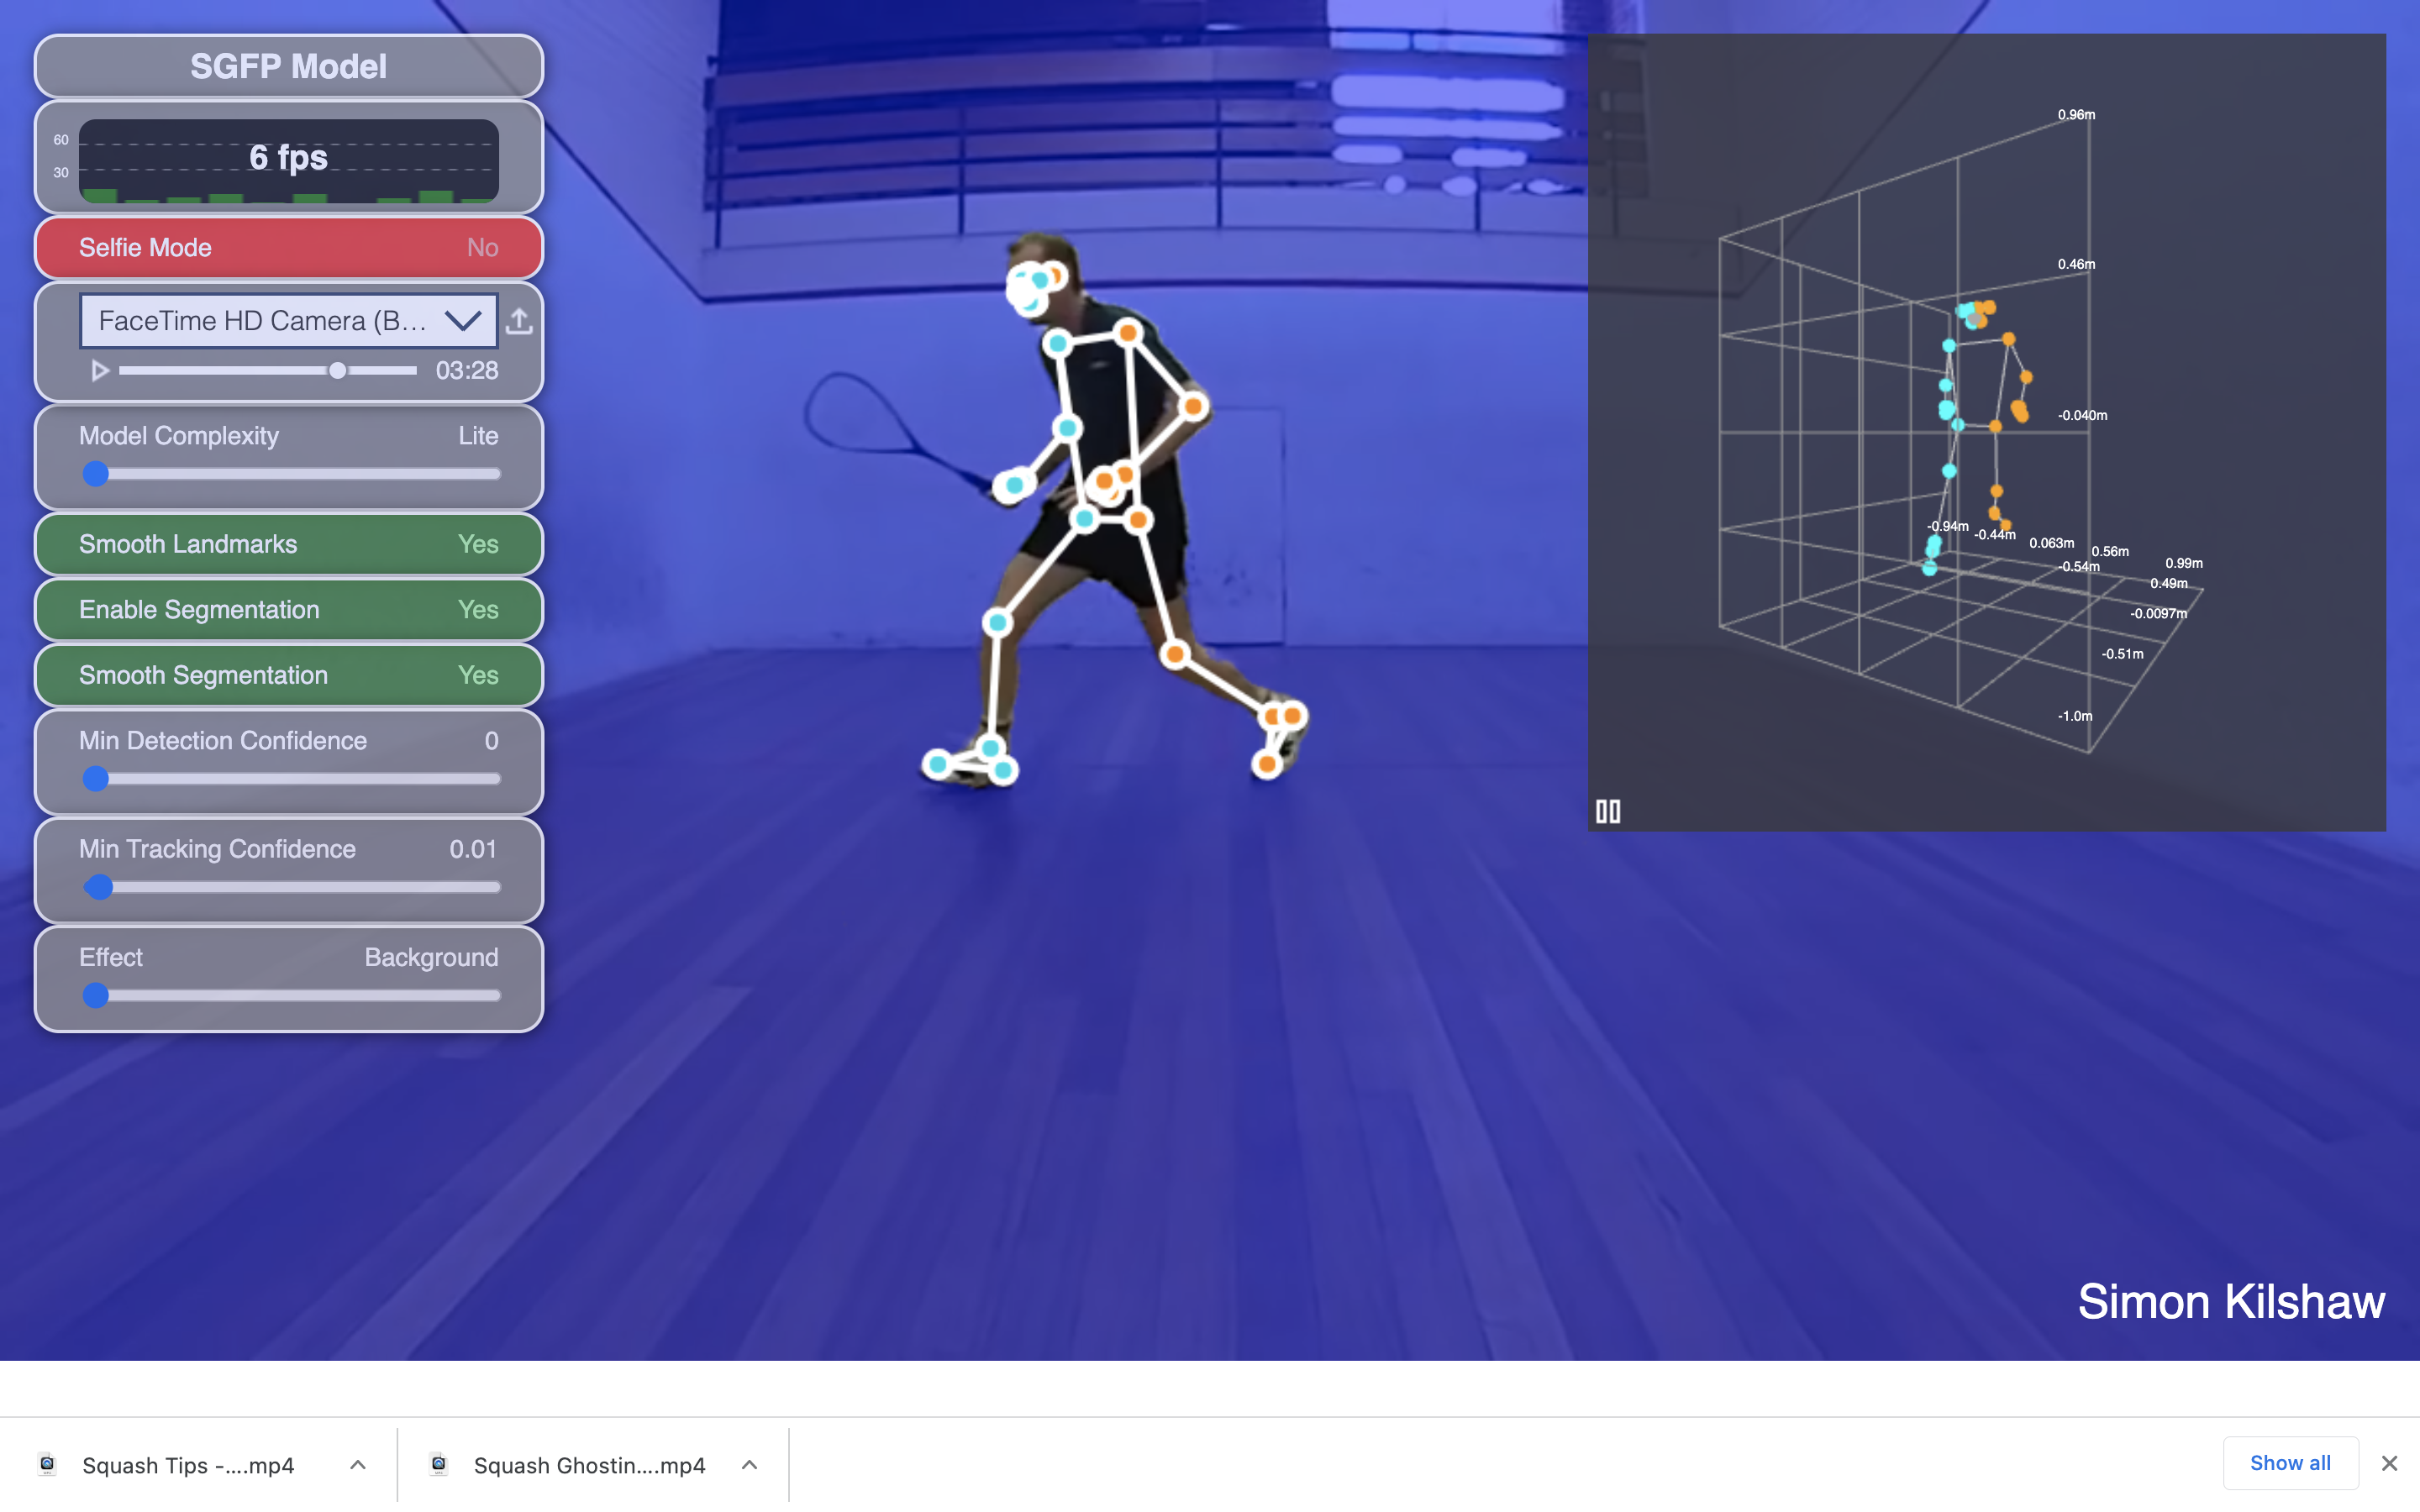 SGFP Model
60
30
6 fps
Selfie Mode No
FaceTime HD Camera (B...
03:28
Model Complexity Lite
Smooth Landmarks Yes
Enable Segmentation Yes
Smooth Segmentation Yes
Min Detection Confidence 0
Min Tracking Confidence 0.01
Effect Background
0.96m
0.46m
-0.040m
-0.94m
-0.44m
0.063m
0.56m
0.99m
-0.54m
0.49m
-0.0097m
-0.51m
-1.0m
Simon Kilshaw
Squash Tips -....mp4
Squash Ghostin....mp4
Show all